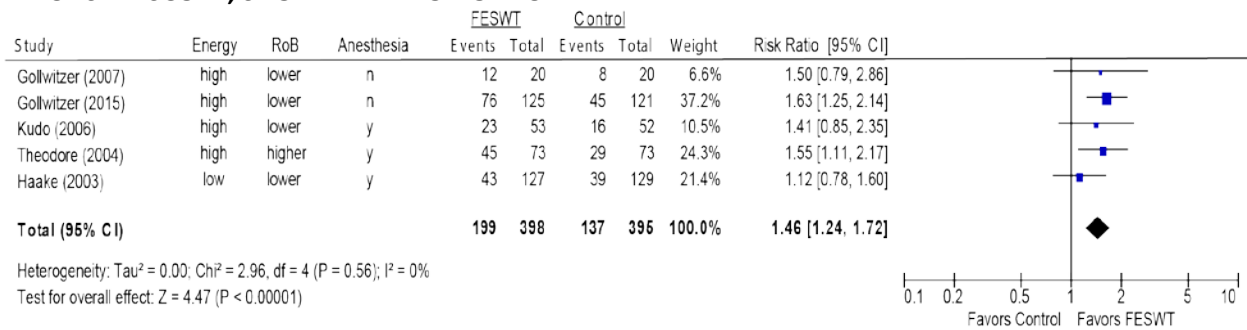 FESWT Control
Study Energy RoB Anesthesia Events Total Events Total Weight Risk Ratio [95% CI]
Gollwitzer (2007) high lower n 12 20 8 20 6.6% 1.50 [0.79, 2.86]
Gollwitzer (2015) high lower n 76 125 45 121 37.2% 1.63 [1.25, 2.14]
Kudo (2006) high lower y 23 53 16 52 10.5% 1.41 [0.85, 2.35]
Theodore (2004) high higher y 45 73 29 73 24.3% 1.55 [1.11, 2.17]
Haake (2003) low lower y 43 127 39 129 21.4% 1.12 [0.78, 1.60]
Total (95% CI) 199 398 137 395 100.0% 1.46 [1.24, 1.72]
Heterogeneity: Tau² = 0.00; Chi² = 2.96, df = 4 (P = 0.56); I² = 0%
Test for overall effect: Z = 4.47 (P < 0.00001)
0.1 0.2 0.5 1 2 5 10
Favors Control Favors FESWT